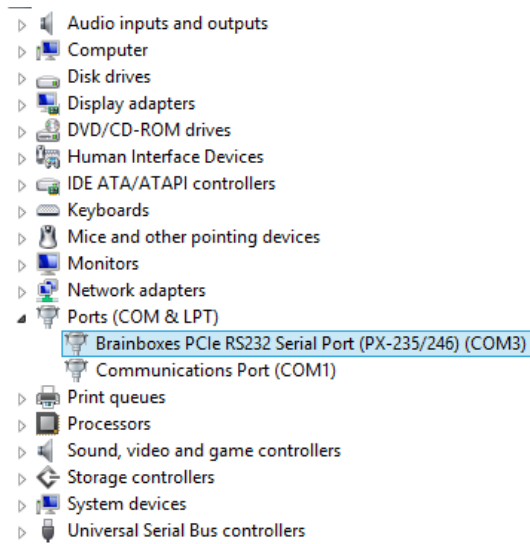 Audio inputs and outputs
Computer
Disk drives
Display adapters
DVD/CD-ROM drives
Human Interface Devices
IDE ATA/ATAPI controllers
Keyboards
Mice and other pointing devices
Monitors
Network adapters
Ports (COM & LPT)
Brainboxes PCIe RS232 Serial Port (PX-235/246) (COM3)
Communications Port (COM1)
Print queues
Processors
Sound, video and game controllers
Storage controllers
System devices
Universal Serial Bus controllers